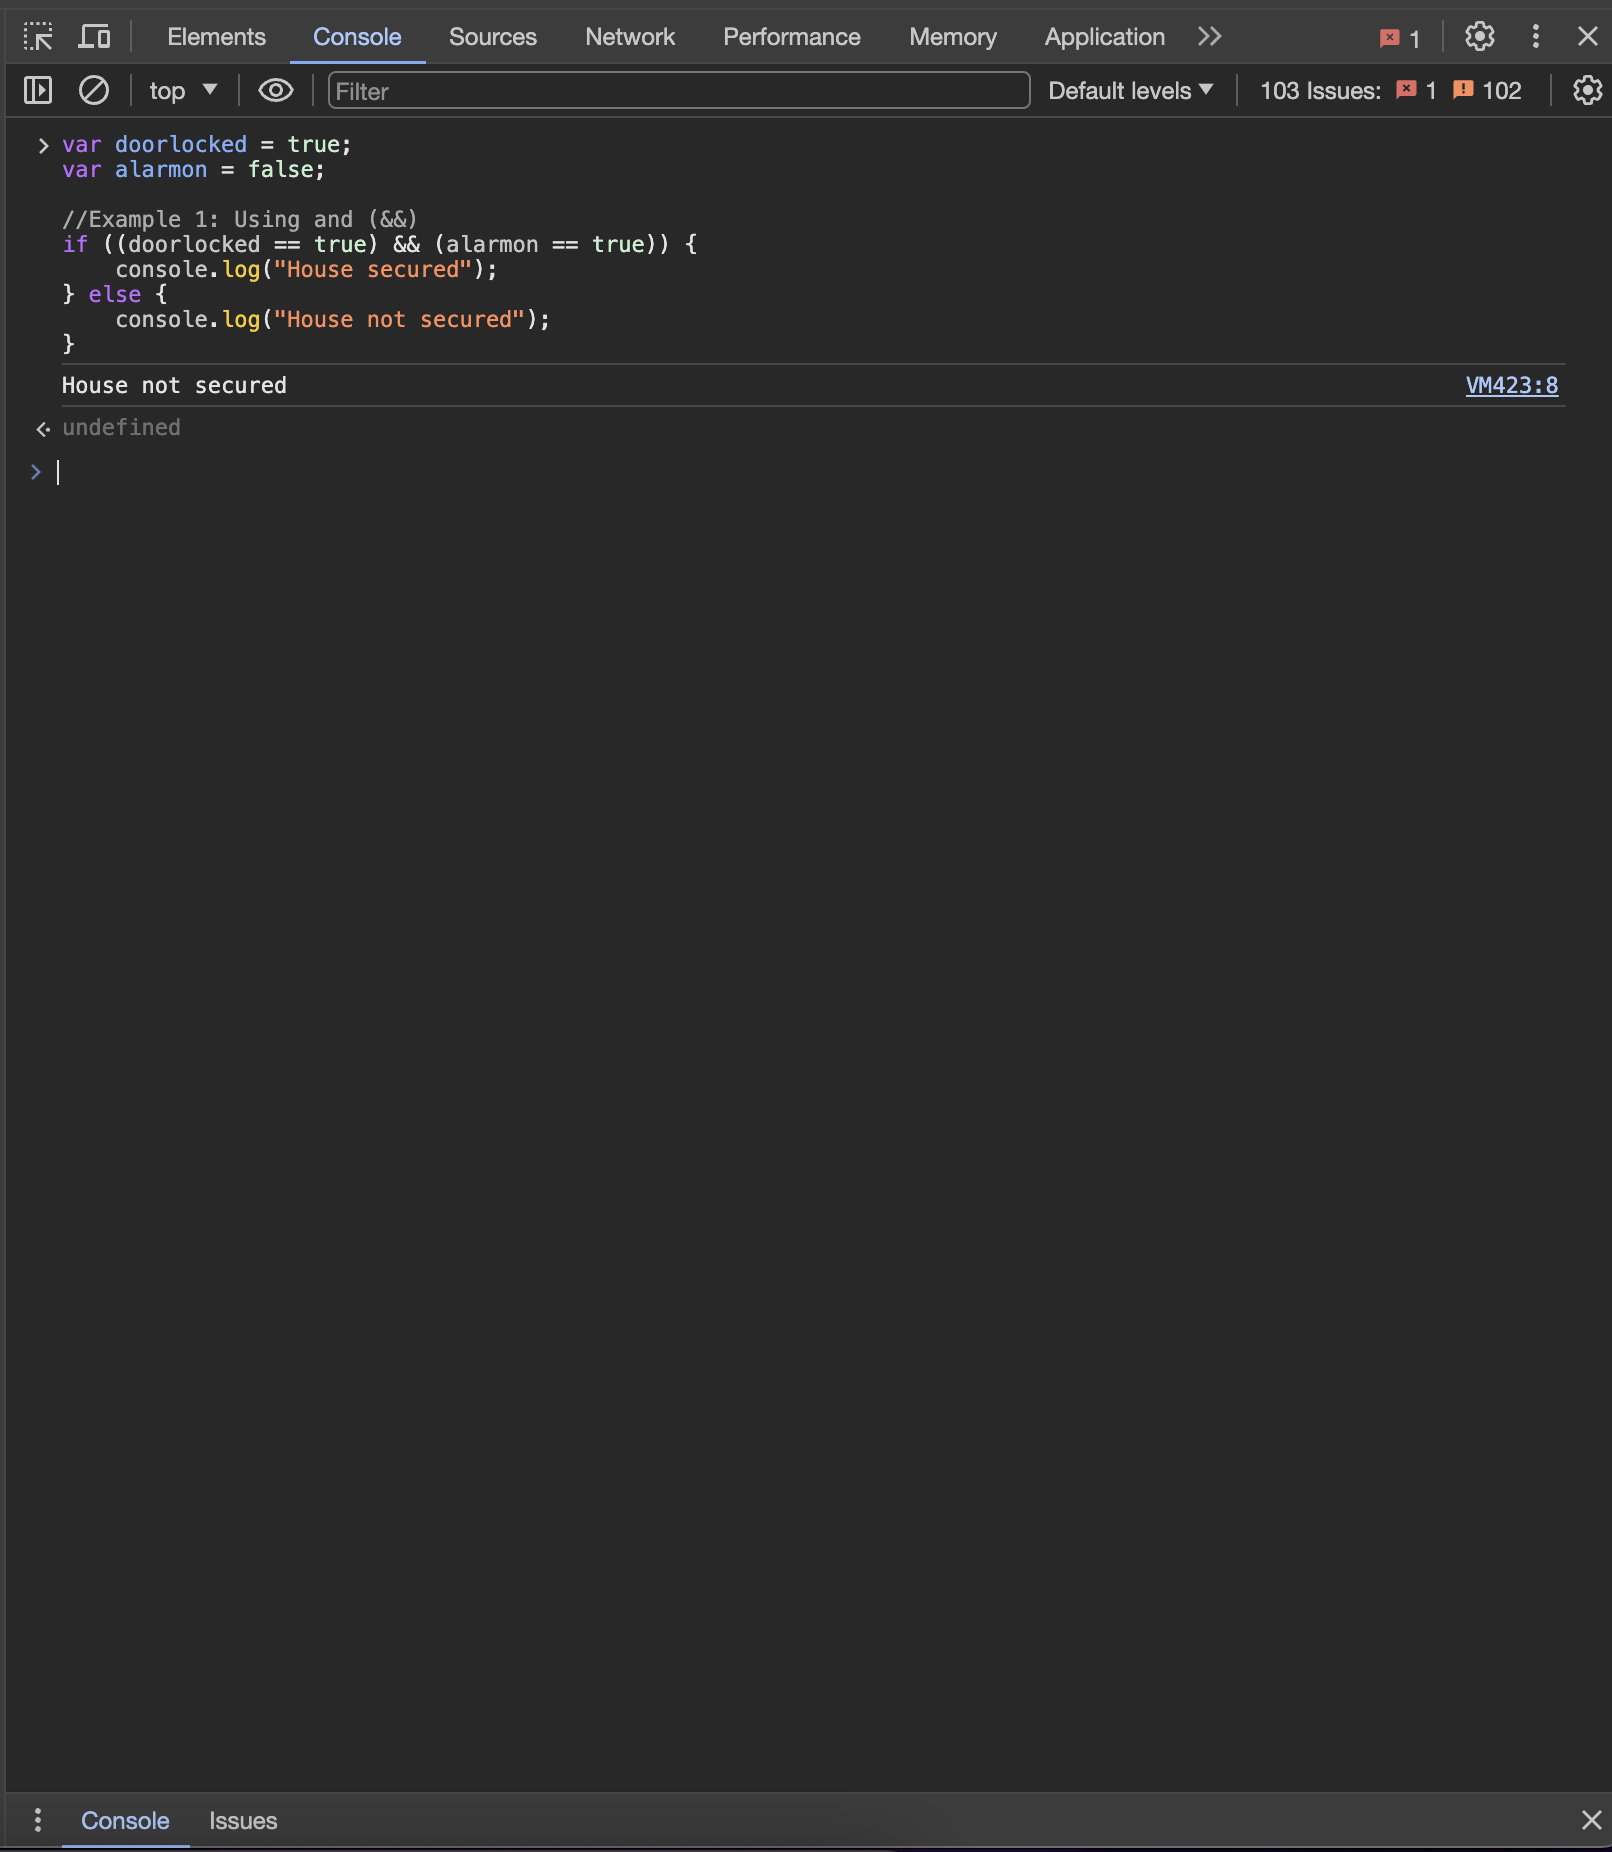 Elements Console Sources Network Performance Memory Application 1
top Filter Default levels 103 Issues: 1 102
var doorlocked = true;
var alarmon = false;
//Example 1: Using and (&&)
if ((doorlocked == true) && (alarmon == true)) {
    console.log("House secured");
} else {
    console.log("House not secured");
}
House not secured VM423:8
undefined
Console Issues